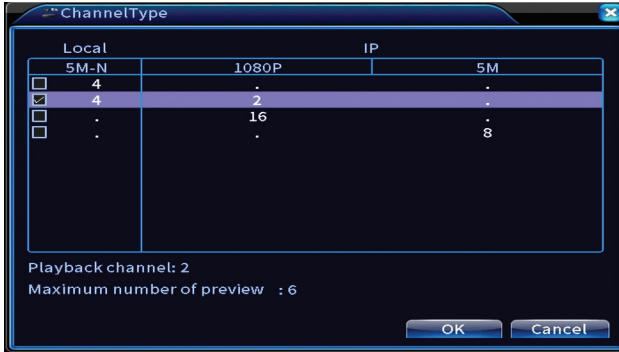 ChannelType
Local IP
5M-N 1080P 5M
4 . .
4 2 .
. 16 .
. . 8
Playback channel: 2
Maximum number of preview : 6
OK Cancel